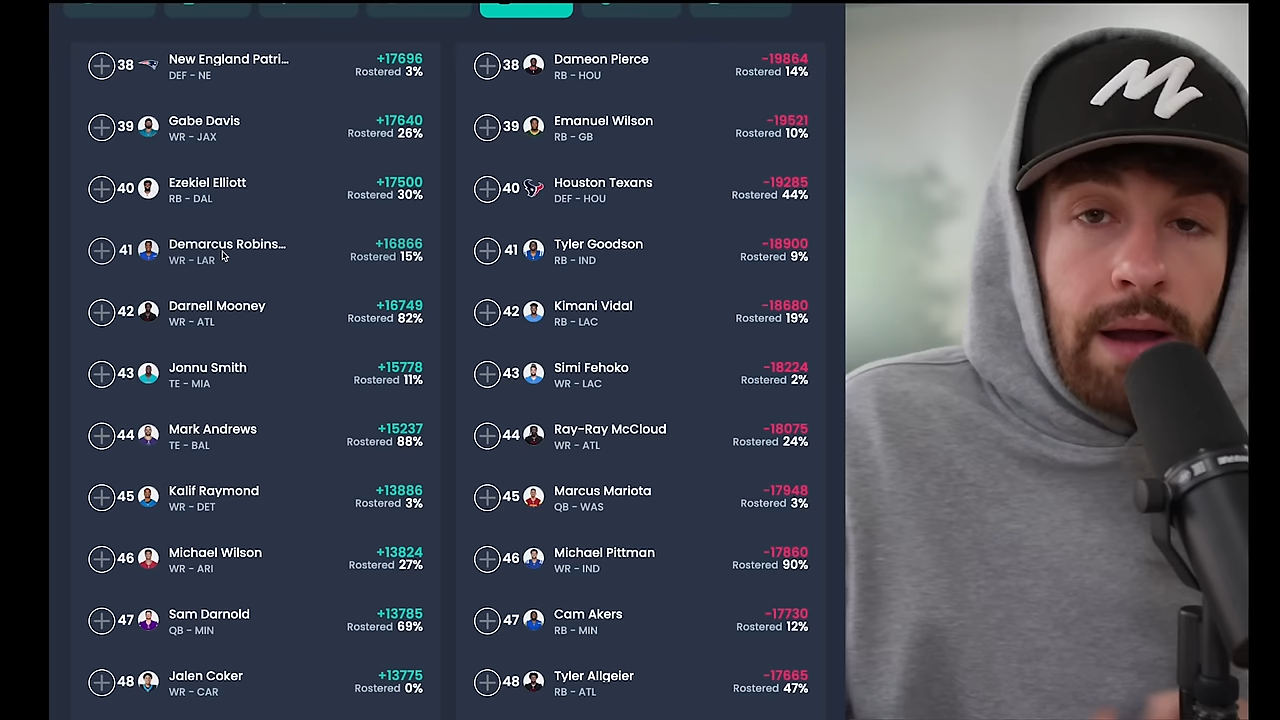 38 New England Patri... +17696
DEF - NE Rostered 3%
39 Gabe Davis +17640
WR - JAX Rostered 26%
40 Ezekiel Elliott +17500
RB - DAL Rostered 30%
41 Demarcus Robins... +16866
WR - LAR Rostered 15%
42 Darnell Mooney +16749
WR - ATL Rostered 82%
43 Jonnu Smith +15778
TE - MIA Rostered 11%
44 Mark Andrews +15237
TE - BAL Rostered 88%
45 Kalif Raymond +13886
WR - DET Rostered 3%
46 Michael Wilson +13824
WR - ARI Rostered 27%
47 Sam Darnold +13785
QB - MIN Rostered 69%
48 Jalen Coker +13775
WR - CAR Rostered 0%
38 Dameon Pierce -19864
RB - HOU Rostered 14%
39 Emanuel Wilson -19521
RB - GB Rostered 10%
40 Houston Texans -19285
DEF - HOU Rostered 44%
41 Tyler Goodson -18900
RB - IND Rostered 9%
42 Kimani Vidal -18680
RB - LAC Rostered 19%
43 Simi Fehoko -18224
WR - LAC Rostered 2%
44 Ray-Ray McCloud -18075
WR - ATL Rostered 24%
45 Marcus Mariota -17948
QB - WAS Rostered 3%
46 Michael Pittman -17860
WR - IND Rostered 90%
47 Cam Akers -17730
RB - MIN Rostered 12%
48 Tyler Allgeier -17665
RB - ATL Rostered 47%
M